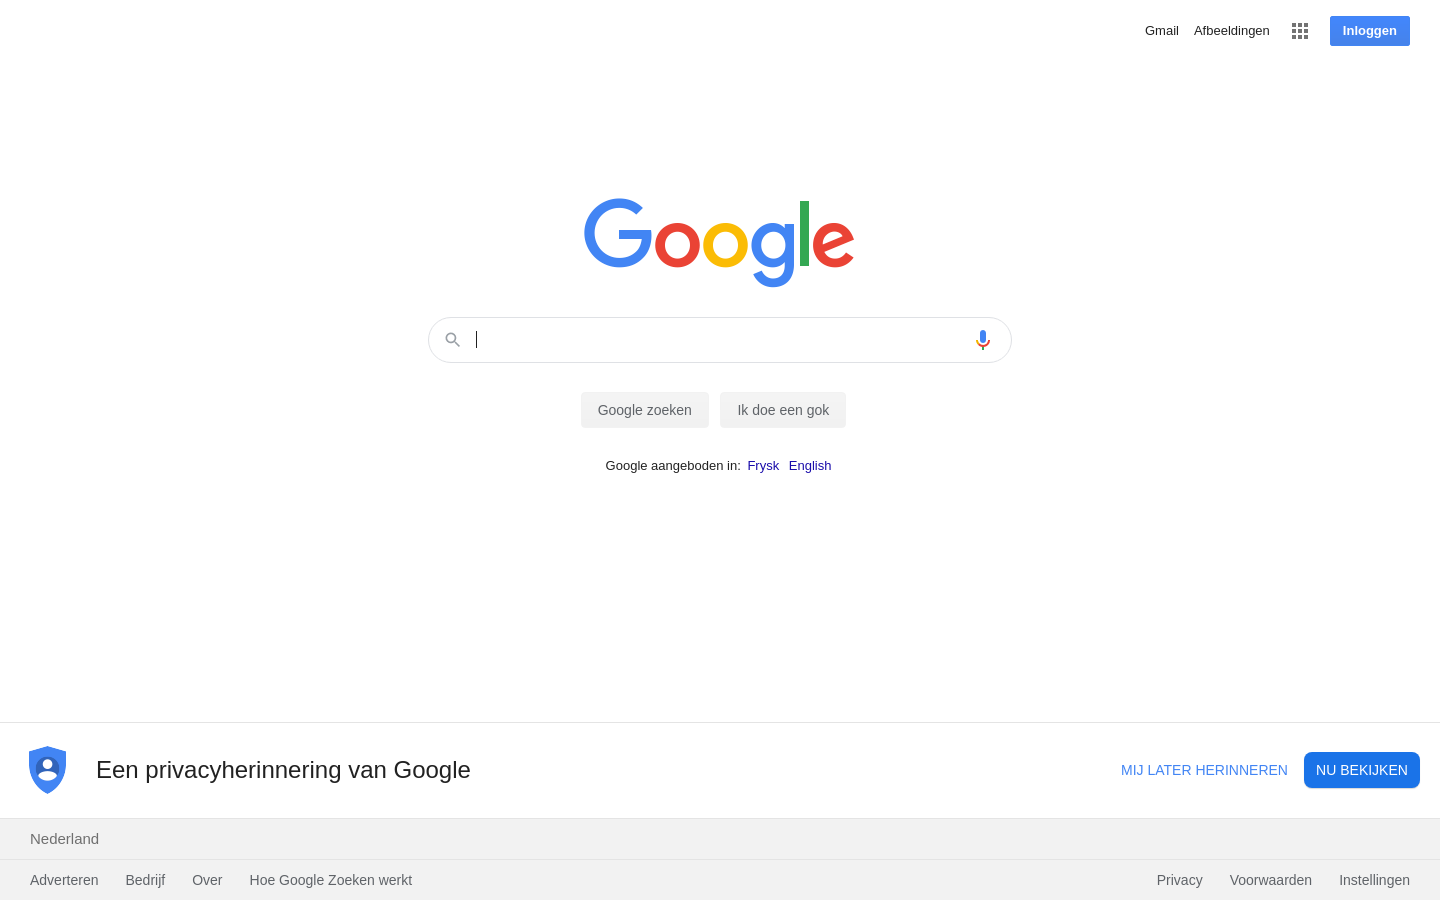 Gmail Afbeeldingen Inloggen
Google
Google zoeken Ik doe een gok
Google aangeboden in: Frysk English
Een privacyherinnering van Google MIJ LATER HERINNEREN NU BEKIJKEN
Nederland
Adverteren Bedrijf Over Hoe Google Zoeken werkt Privacy Voorwaarden Instellingen